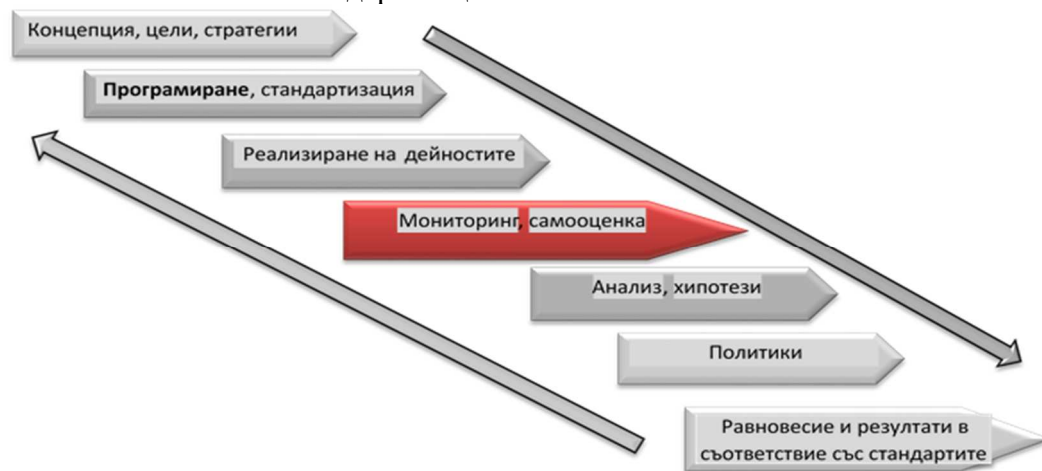 Концепция, цели, стратегии
Програмиране, стандартизация
Реализиране на дейностите
Мониторинг, самооценка
Анализ, хипотези
Политики
Равновесие и резултати в
съответствие със стандартите